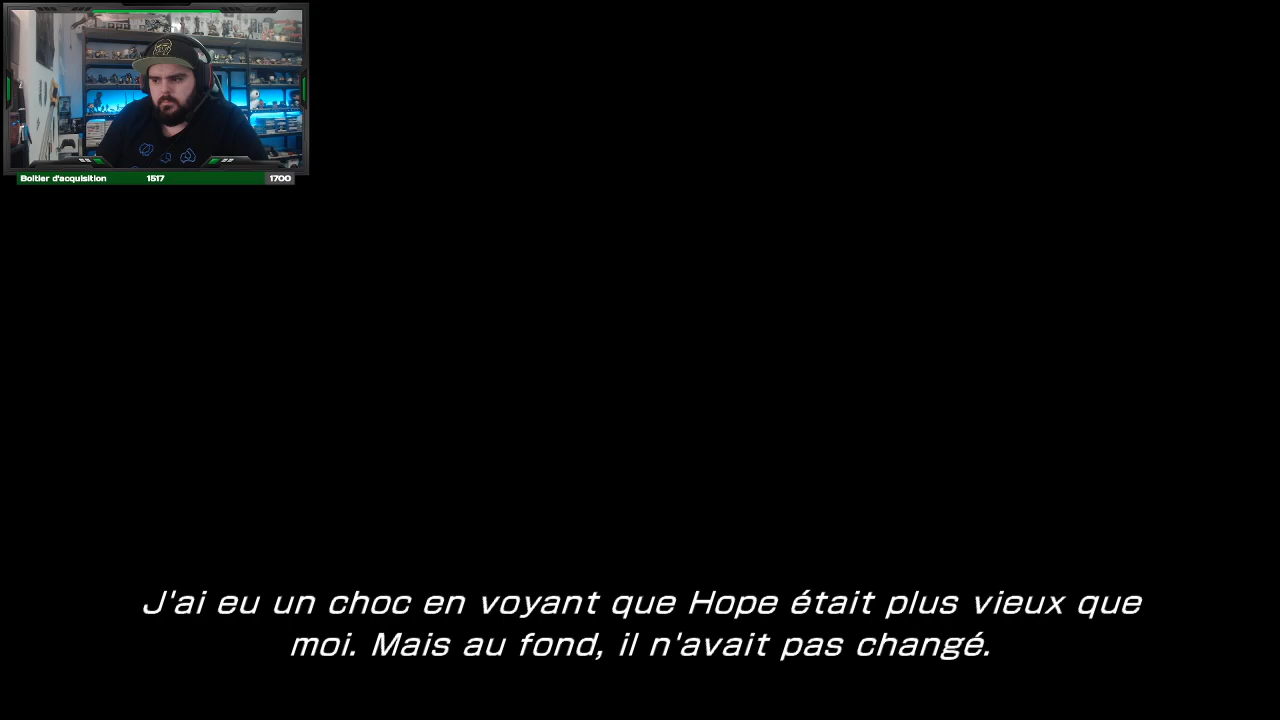 Boitier d'acquisition 1517 1700
J'ai eu un choc en voyant que Hope était plus vieux que
moi. Mais au fond, il n'avait pas changé.